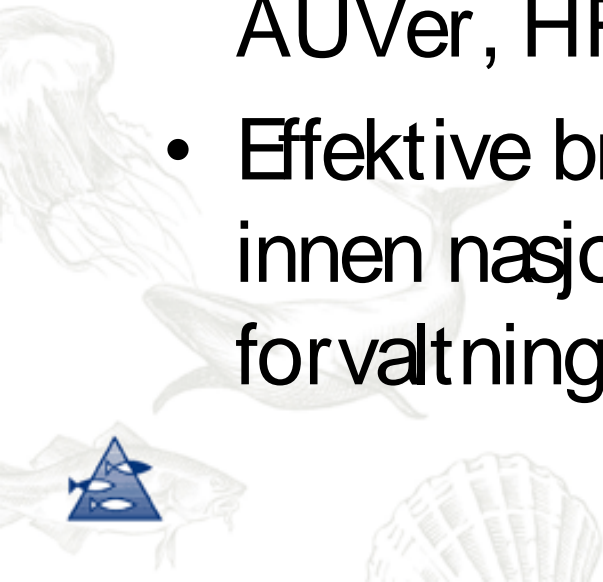 AUVer, HF
• Effektive br
innen nasjo
forvaltning